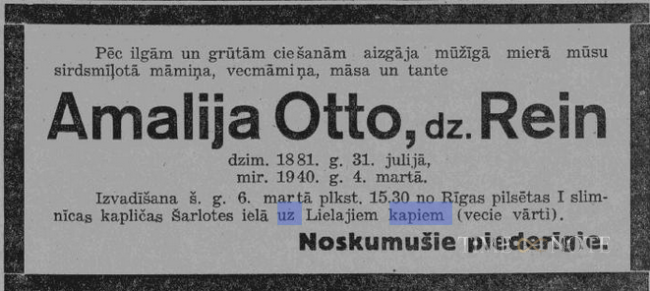 Pēc ilgām un grūtām ciešanām aizgāja mūžīgā mierā mūsu
sirdsmīļotā māmiņa, vecmāmiņa, māsa un tante
Amalija Otto, dz. Rein
dzim. 1881. g. 31. julijā,
mir. 1940. g. 4. martā.
Izvadīšana š. g. 6. martā plkst. 15.30 no Rīgas pilsētas I slim-
nīcas kapličas Šarlotes ielā uz Lielajiem kapiem (vecie vārti).
Noskumušie piederīgie.